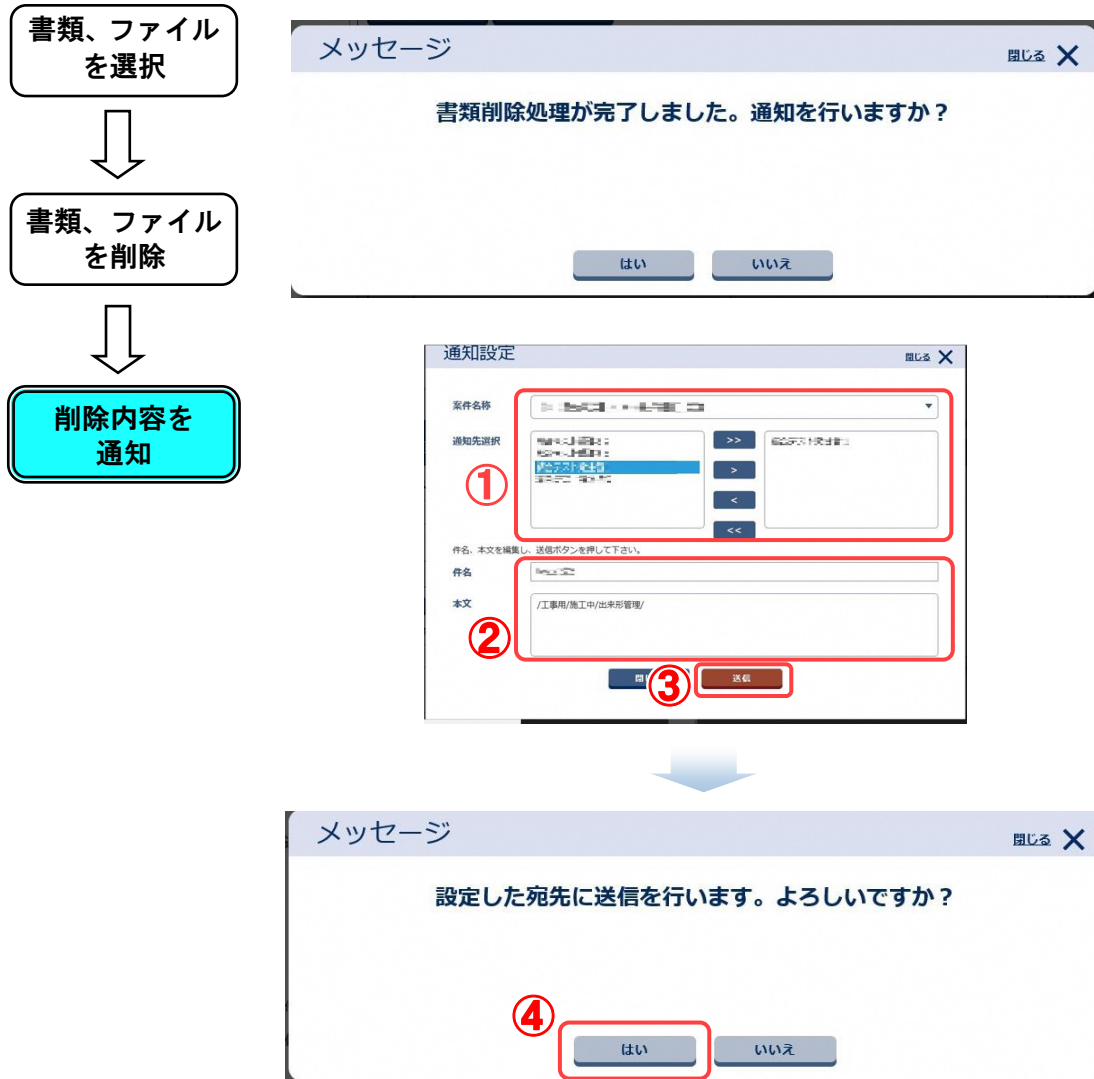 書類、ファイル
を選択
書類、ファイル
を削除
削除内容を
通知
メッセージ
閉じる
書類削除処理が完了しました。通知を行いますか？
はい
いいえ
通知設定
閉じる
案件名称
通知先選択
>>
>
<
<<
①
件名、本文を編集し、送信ボタンを押して下さい。
件名
本文
/工事用/施工中/出来形管理/
②
③
送信
メッセージ
閉じる
設定した宛先に送信を行います。よろしいですか？
④
はい
いいえ